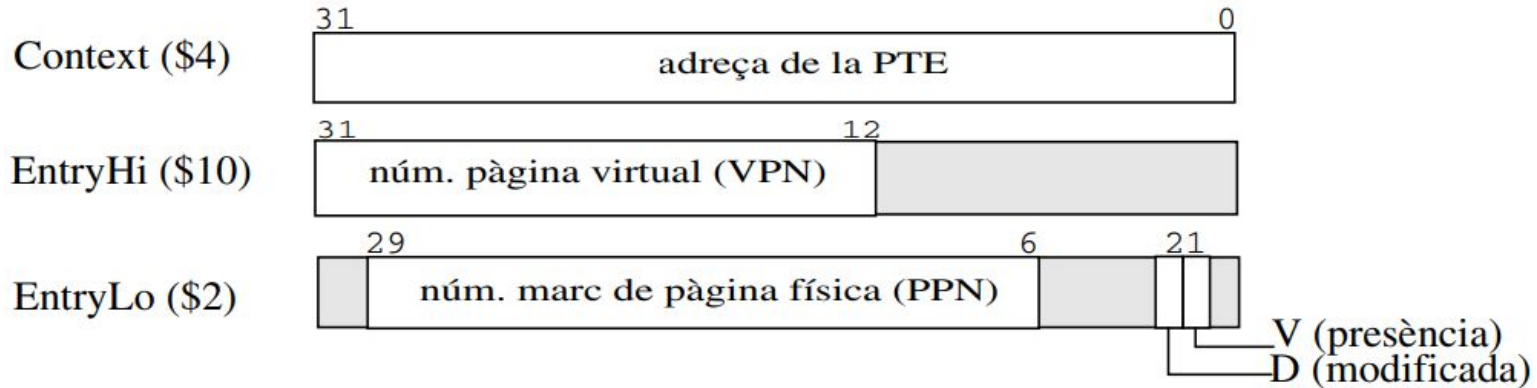 31 0
Context ($4) adreça de la PTE
31 12
EntryHi ($10) núm. pàgina virtual (VPN)
29 6 21
EntryLo ($2) núm. marc de pàgina física (PPN)
V (presència)
D (modificada)